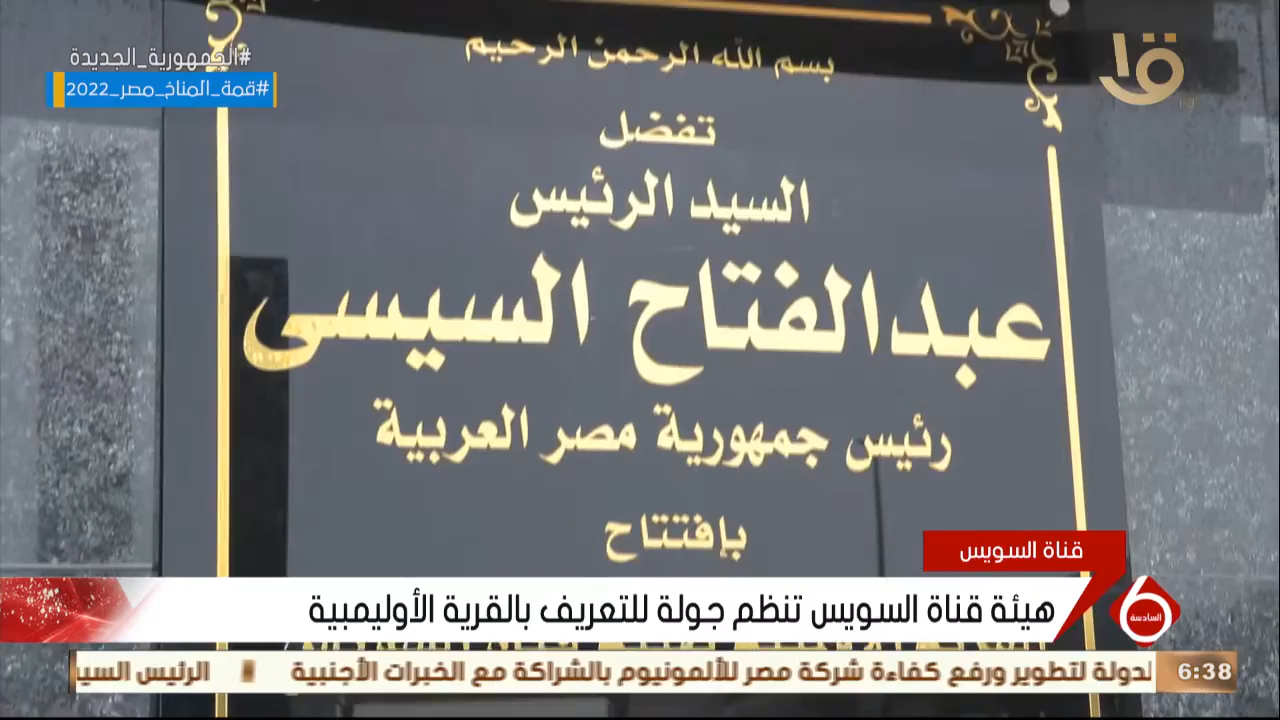 #الجمهورية_الجديدة
#قمة_المناخ_مصر_2022
بسم الله الرحمن الرحيم
تفضل
السيد الرئيس
عبدالفتاح السيسى
رئيس جمهورية مصر العربية
بإفتتاح
قناة السويس
هيئة قناة السويس تنظم جولة للتعريف بالقرية الأوليمبية
السادسة
6:38
لدولة لتطوير ورفع كفاءة شركة مصر للألمونيوم بالشراكة مع الخبرات الأجنبية الرئيس السي